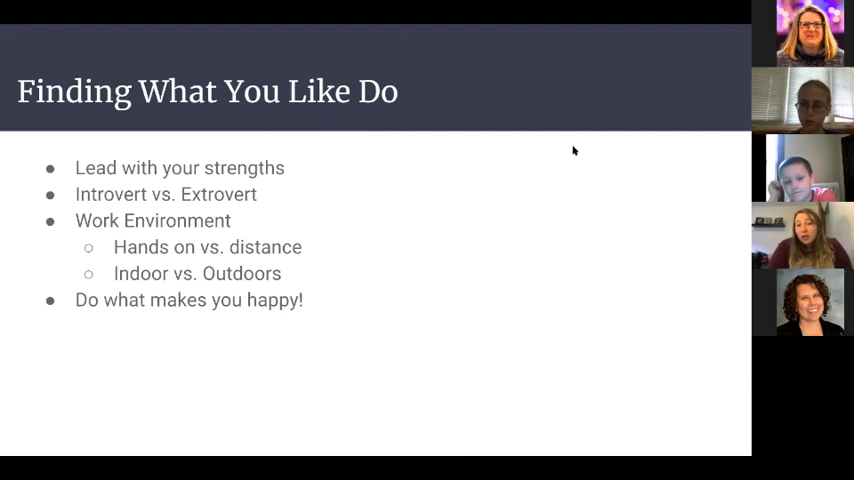 Finding What You Like Do
● Lead with your strengths
● Introvert vs. Extrovert
● Work Environment
○ Hands on vs. distance
○ Indoor vs. Outdoors
● Do what makes you happy!